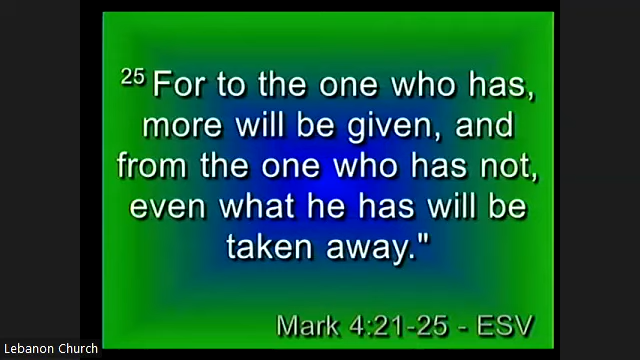 25 For to the one who has,
more will be given, and
from the one who has not,
even what he has will be
taken away."
Mark 4:21-25 - ESV
Lebanon Church